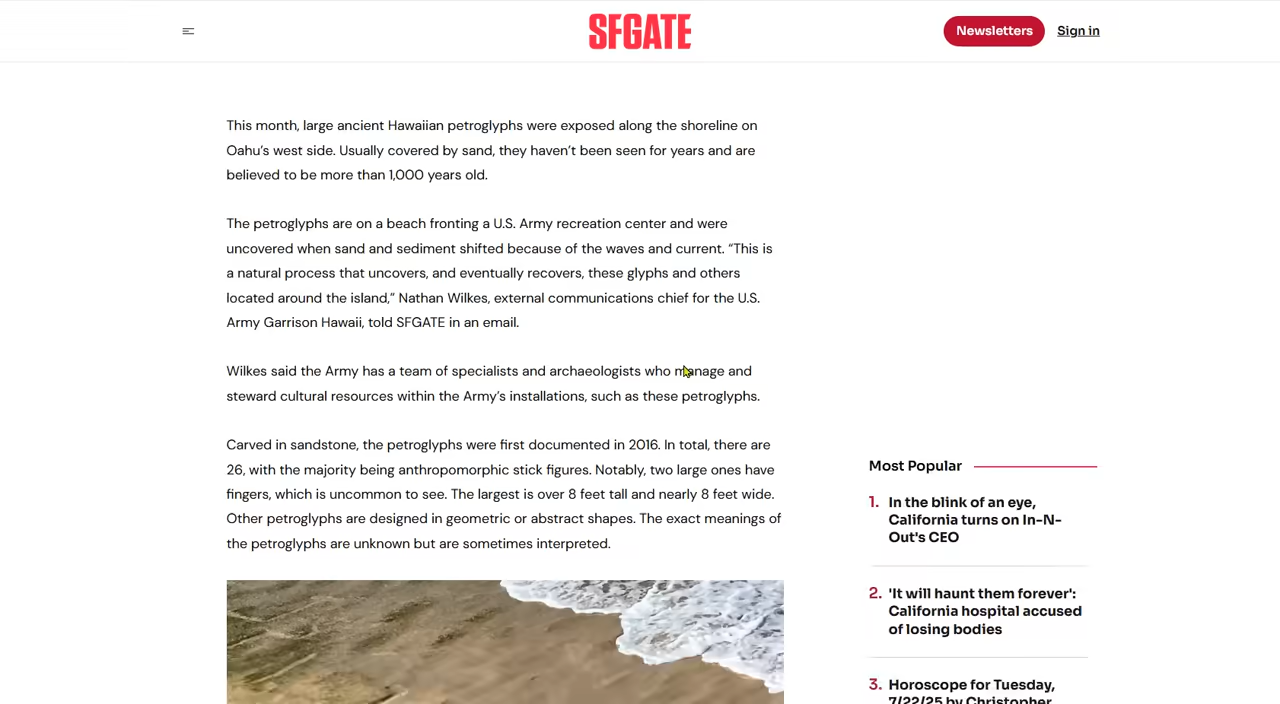 SFGATE
Newsletters
Sign in
This month, large ancient Hawaiian petroglyphs were exposed along the shoreline on
Oahu’s west side. Usually covered by sand, they haven’t been seen for years and are
believed to be more than 1,000 years old.
The petroglyphs are on a beach fronting a U.S. Army recreation center and were
uncovered when sand and sediment shifted because of the waves and current. “This is
a natural process that uncovers, and eventually recovers, these glyphs and others
located around the island,” Nathan Wilkes, external communications chief for the U.S.
Army Garrison Hawaii, told SFGATE in an email.
Wilkes said the Army has a team of specialists and archaeologists who manage and
steward cultural resources within the Army’s installations, such as these petroglyphs.
Carved in sandstone, the petroglyphs were first documented in 2016. In total, there are
26, with the majority being anthropomorphic stick figures. Notably, two large ones have
fingers, which is uncommon to see. The largest is over 8 feet tall and nearly 8 feet wide.
Other petroglyphs are designed in geometric or abstract shapes. The exact meanings of
the petroglyphs are unknown but are sometimes interpreted.
Most Popular
1. In the blink of an eye,
California turns on In-N-
Out's CEO
2. 'It will haunt them forever':
California hospital accused
of losing bodies
3. Horoscope for Tuesday,
7/22/25 by Christopher